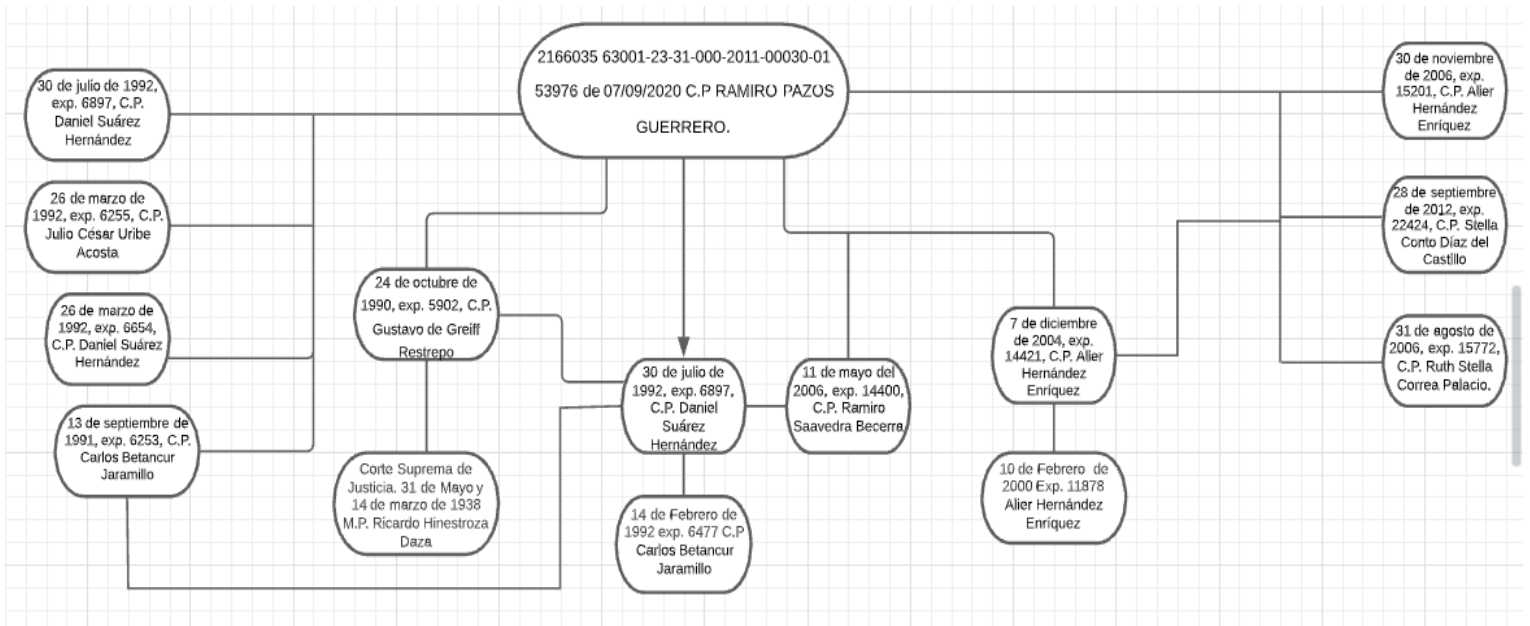 2166035 63001-23-31-000-2011-00030-01
53976 de 07/09/2020 C.P RAMIRO PAZOS
GUERRERO.
30 de julio de 1992,
exp. 6897, C.P.
Daniel Suárez
Hernández
26 de marzo de
1992, exp. 6255, C.P.
Julio César Uribe
Acosta
26 de marzo de
1992, exp. 6654,
C.P. Daniel Suárez
Hernández
13 de septiembre de
1991, exp. 6253, C.P.
Carlos Betancur
Jaramillo
24 de octubre de
1990, exp. 5902, C.P.
Gustavo de Greiff
Restrepo
Corte Suprema de
Justicia. 31 de Mayo y
14 de marzo de 1938
M.P. Ricardo Hinestroza
Daza
30 de julio de
1992, exp. 6897,
C.P. Daniel
Suárez
Hernández
14 de Febrero de
1992 exp. 6477 C.P
Carlos Betancur
Jaramillo
11 de mayo del
2006, exp. 14400,
C.P. Ramiro
Saavedra Becerra
7 de diciembre
de 2004, exp.
14421, C.P. Alier
Hernández
Enríquez
10 de Febrero de
2000 Exp. 11878
Alier Hernández
Enríquez
30 de noviembre
de 2006, exp.
15201, C.P. Alier
Hernández
Enríquez
28 de septiembre
de 2012, exp.
22424, C.P. Stella
Conto Díaz del
Castillo
31 de agosto de
2006, exp. 15772,
C.P. Ruth Stella
Correa Palacio.